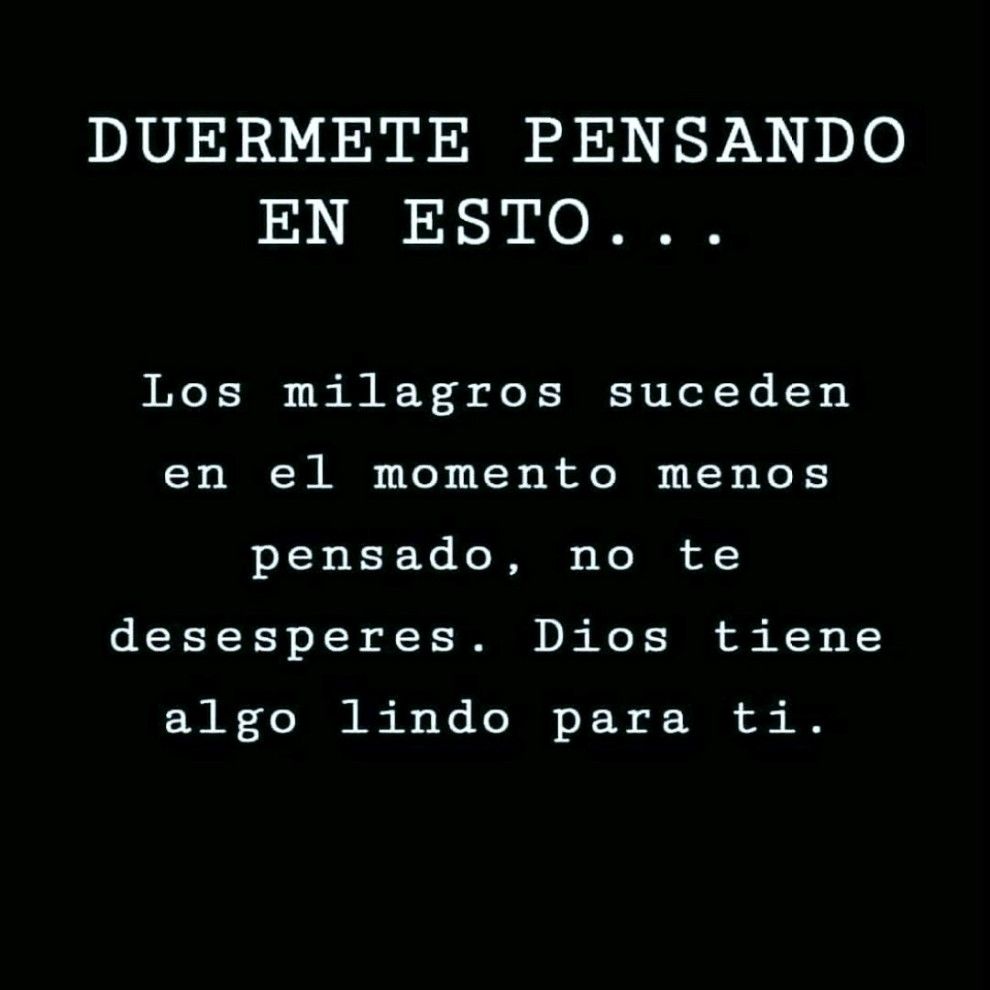 DUERMETE PENSANDO
EN ESTO...
Los milagros suceden
en el momento menos
pensado, no te
desesperes. Dios tiene
algo lindo para ti.